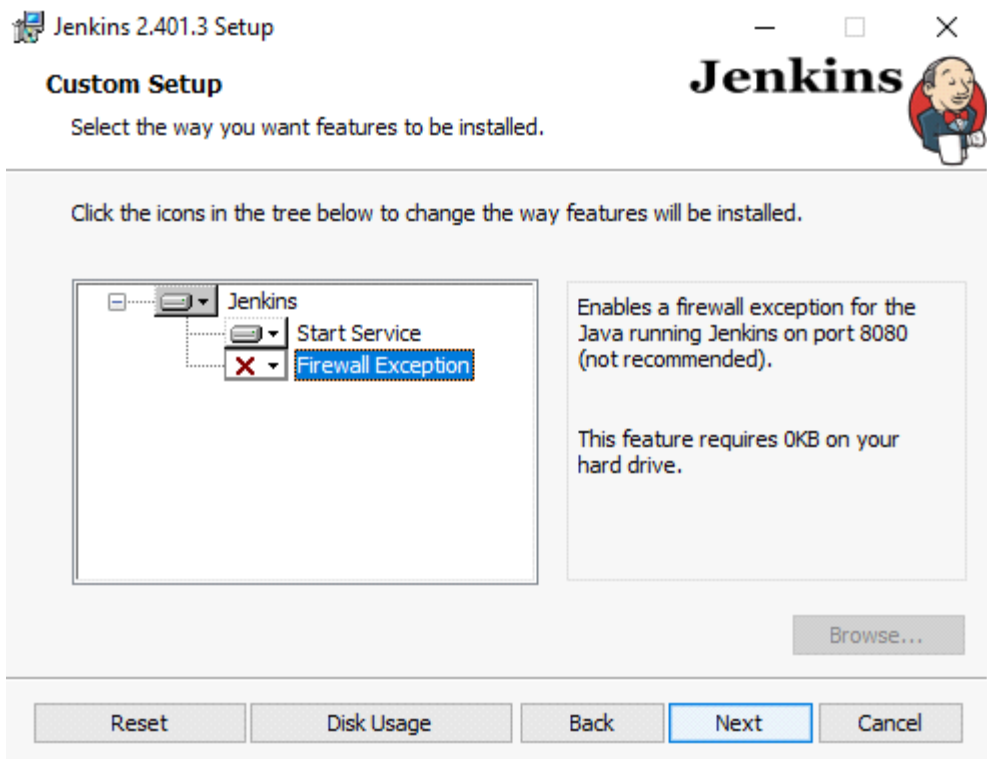 Jenkins 2.401.3 Setup
Custom Setup
Jenkins
Select the way you want features to be installed.
Click the icons in the tree below to change the way features will be installed.
Jenkins
Start Service
Firewall Exception
Enables a firewall exception for the
Java running Jenkins on port 8080
(not recommended).
This feature requires 0KB on your
hard drive.
Browse...
Reset
Disk Usage
Back
Next
Cancel